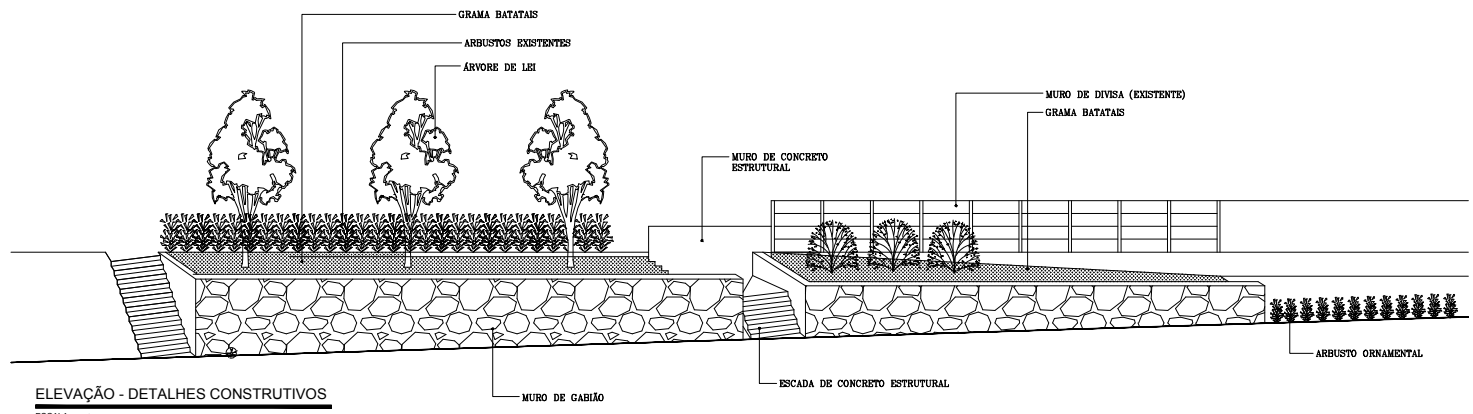 GRAMA BATATAIS
ARBUSTOS EXISTENTES
ÁRVORE DE LEI
MURO DE DIVISA (EXISTENTE)
GRAMA BATATAIS
MURO DE CONCRETO
ESTRUTURAL
ARBUSTO ORNAMENTAL
ESCADA DE CONCRETO ESTRUTURAL
MURO DE GABIÃO
ELEVAÇÃO - DETALHES CONSTRUTIVOS